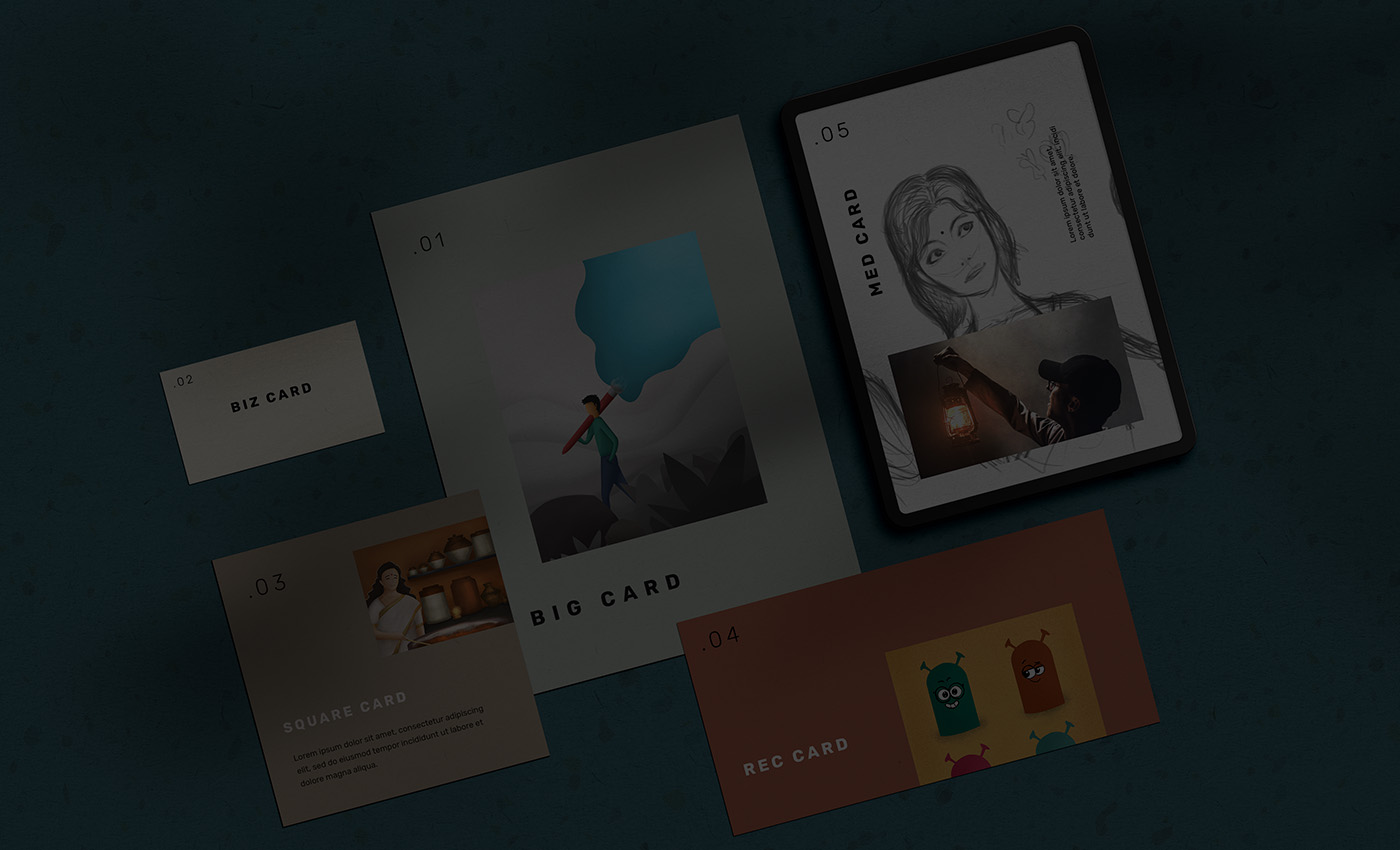 .01
BIG CARD
.02
BIZ CARD
.03
SQUARE CARD
Lorem ipsum dolor sit amet, consectetur adipiscing
elit, sed do eiusmod tempor incididunt ut labore et
dolore magna aliqua.
.04
REC CARD
.05
MED CARD
Lorem ipsum dolor sit amet,
consectetur adipiscing elit, incidi
dunt ut labore et dolore.